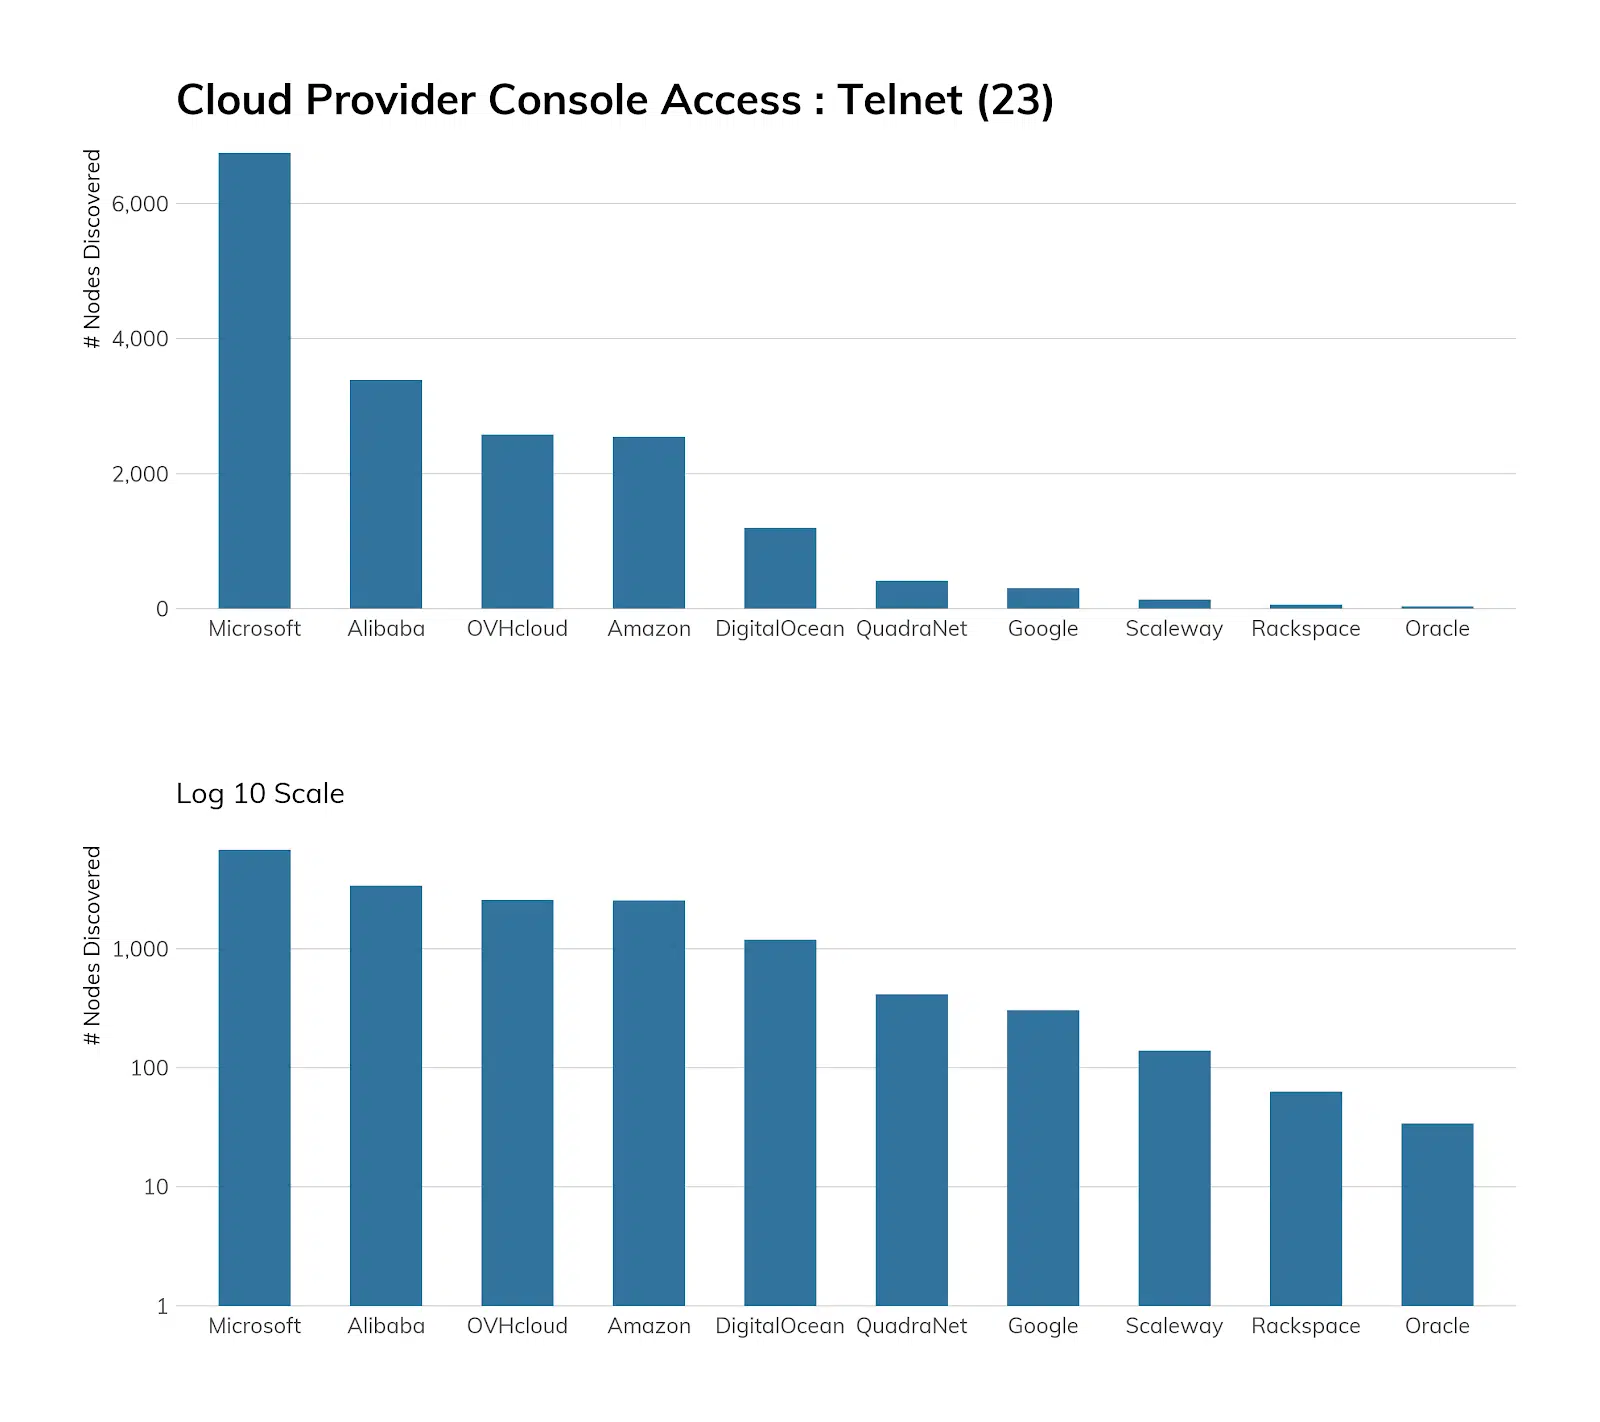 Cloud Provider Console Access : Telnet (23)
# Nodes Discovered
6,000
4,000
2,000
0
Microsoft Alibaba OVHcloud Amazon DigitalOcean QuadraNet Google Scaleway Rackspace Oracle
Log 10 Scale
# Nodes Discovered
1,000
100
10
1
Microsoft Alibaba OVHcloud Amazon DigitalOcean QuadraNet Google Scaleway Rackspace Oracle